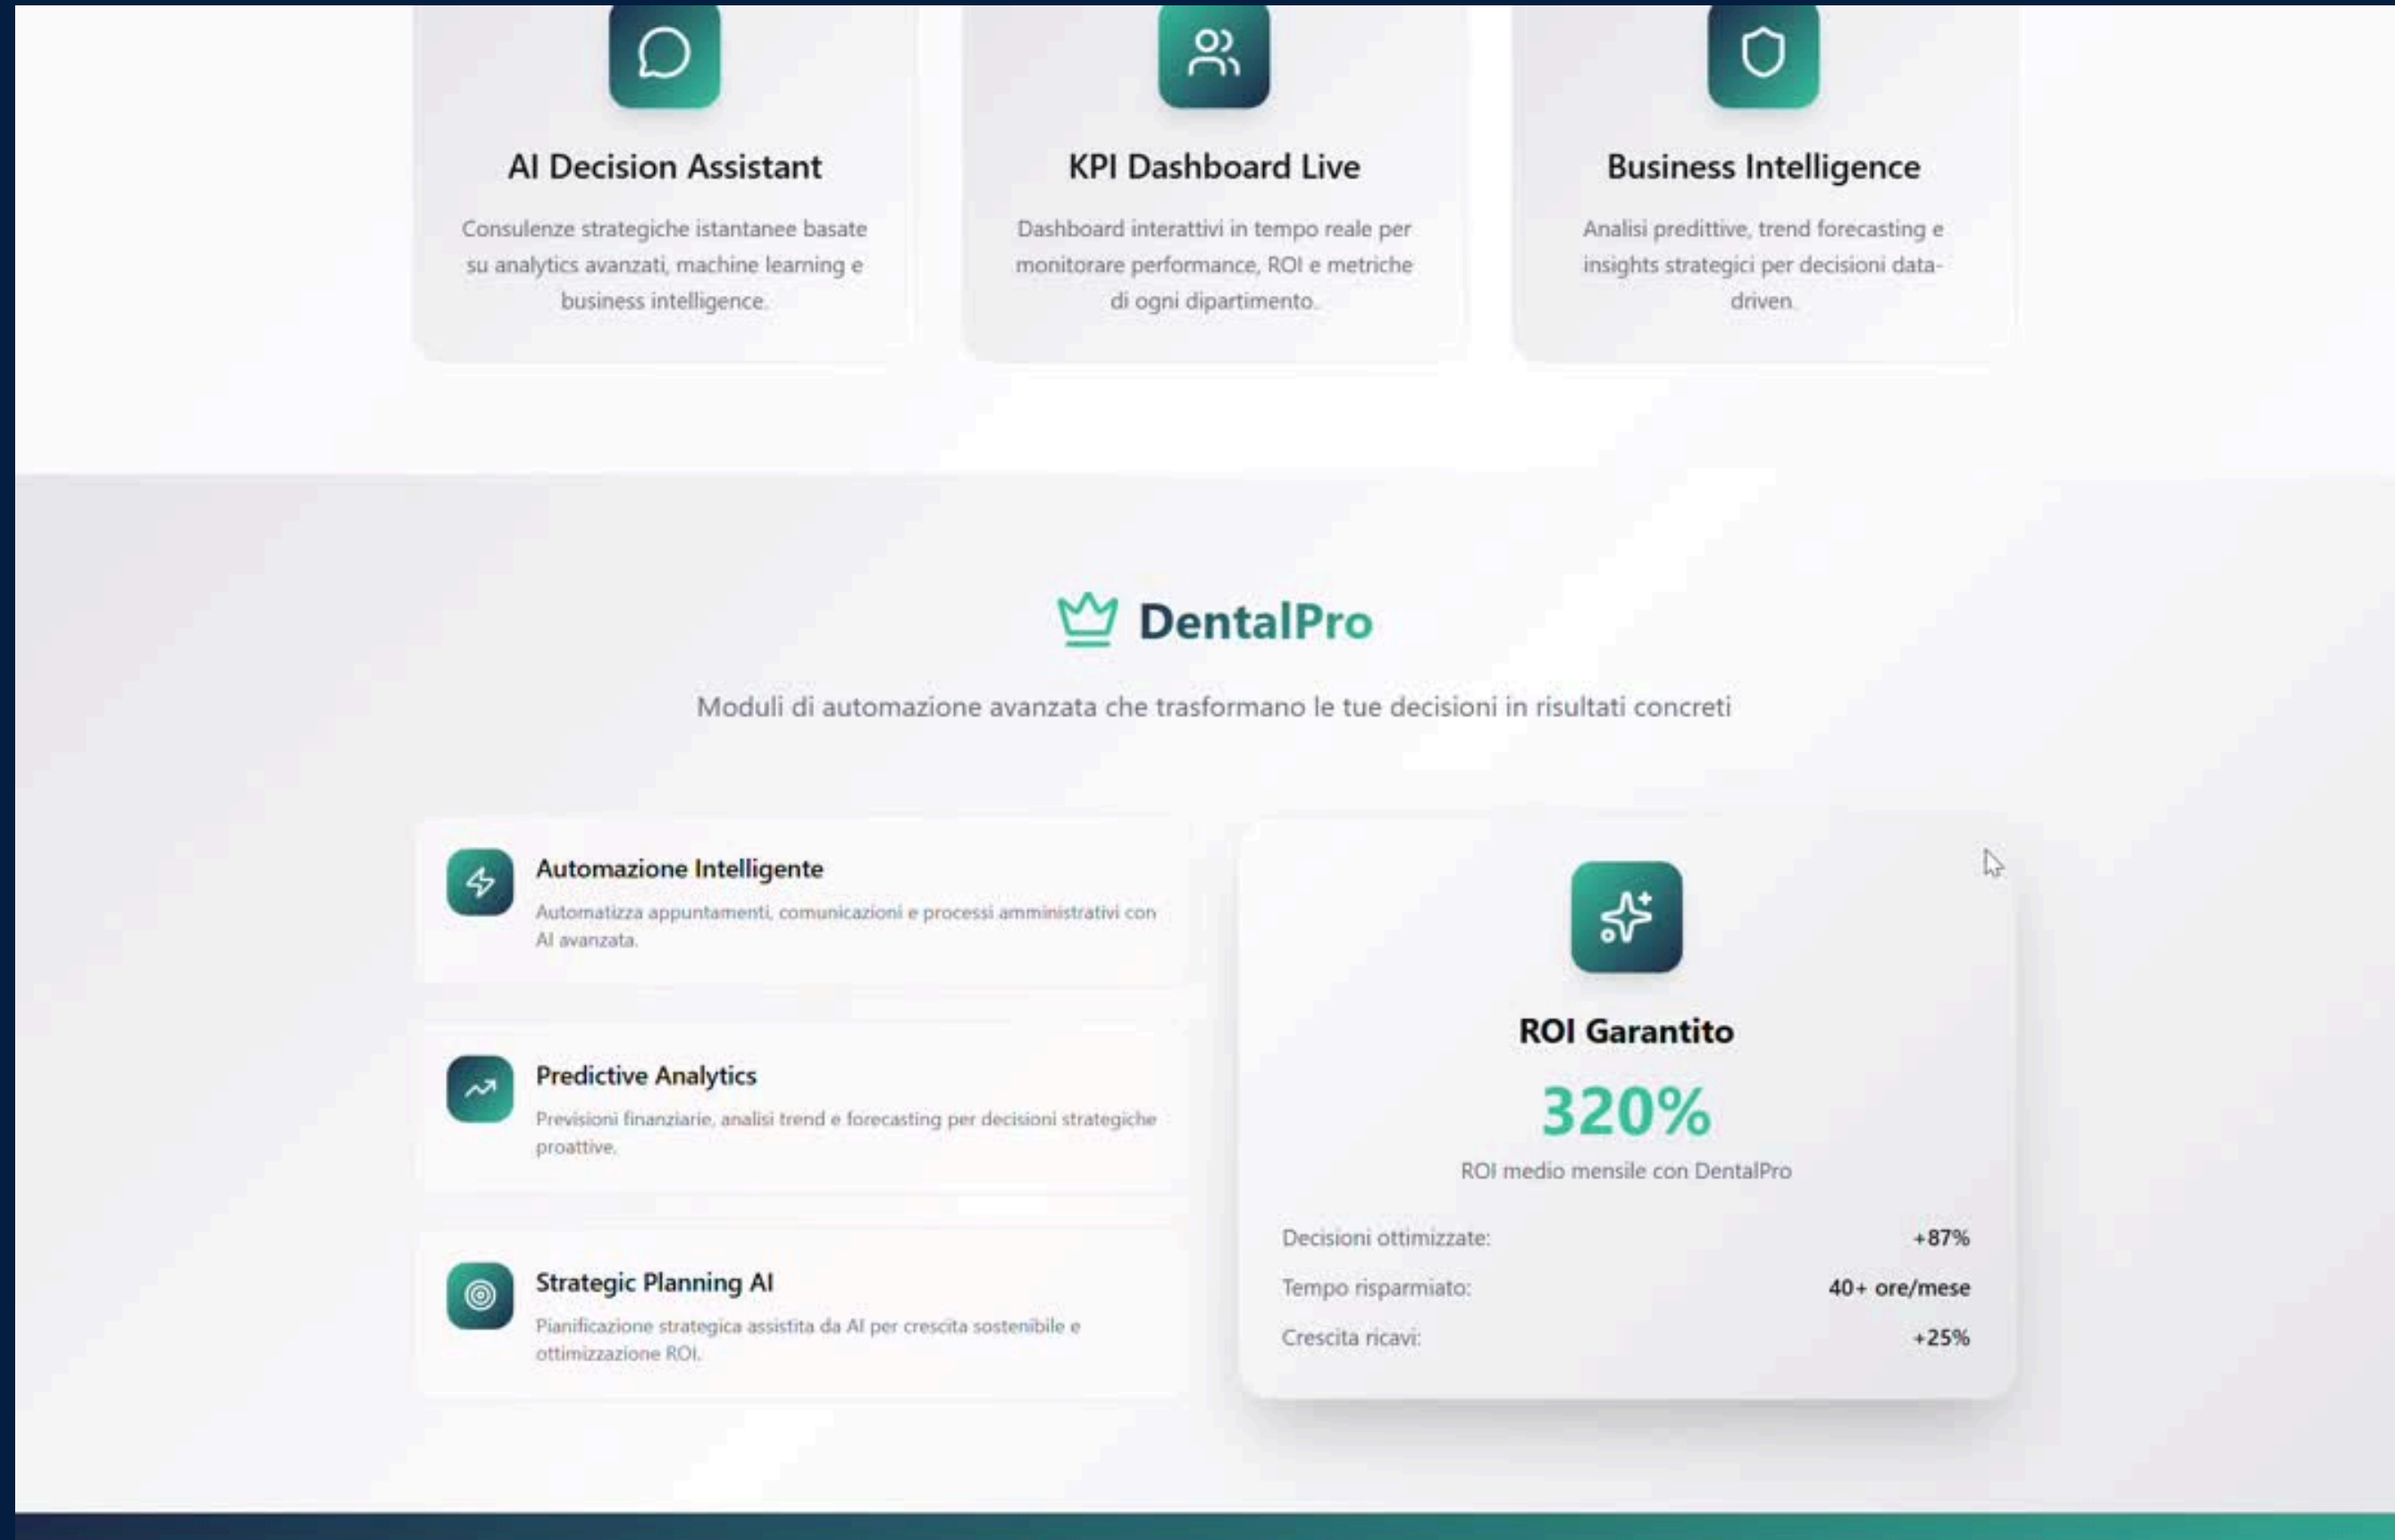 AI Decision Assistant
Consulenze strategiche istantanee basate
su analytics avanzati, machine learning e
business intelligence.
KPI Dashboard Live
Dashboard interattivi in tempo reale per
monitorare performance, ROI e metriche
di ogni dipartimento.
Business Intelligence
Analisi predittive, trend forecasting e
insights strategici per decisioni data-
driven.
DentalPro
Moduli di automazione avanzata che trasformano le tue decisioni in risultati concreti
Automazione Intelligente
Automatizza appuntamenti, comunicazioni e processi amministrativi con
AI avanzata.
Predictive Analytics
Previsioni finanziarie, analisi trend e forecasting per decisioni strategiche
proattive.
Strategic Planning AI
Pianificazione strategica assistita da AI per crescita sostenibile e
ottimizzazione ROI.
ROI Garantito
320%
ROI medio mensile con DentalPro
Decisioni ottimizzate: +87%
Tempo risparmiato: 40+ ore/mese
Crescita ricavi: +25%